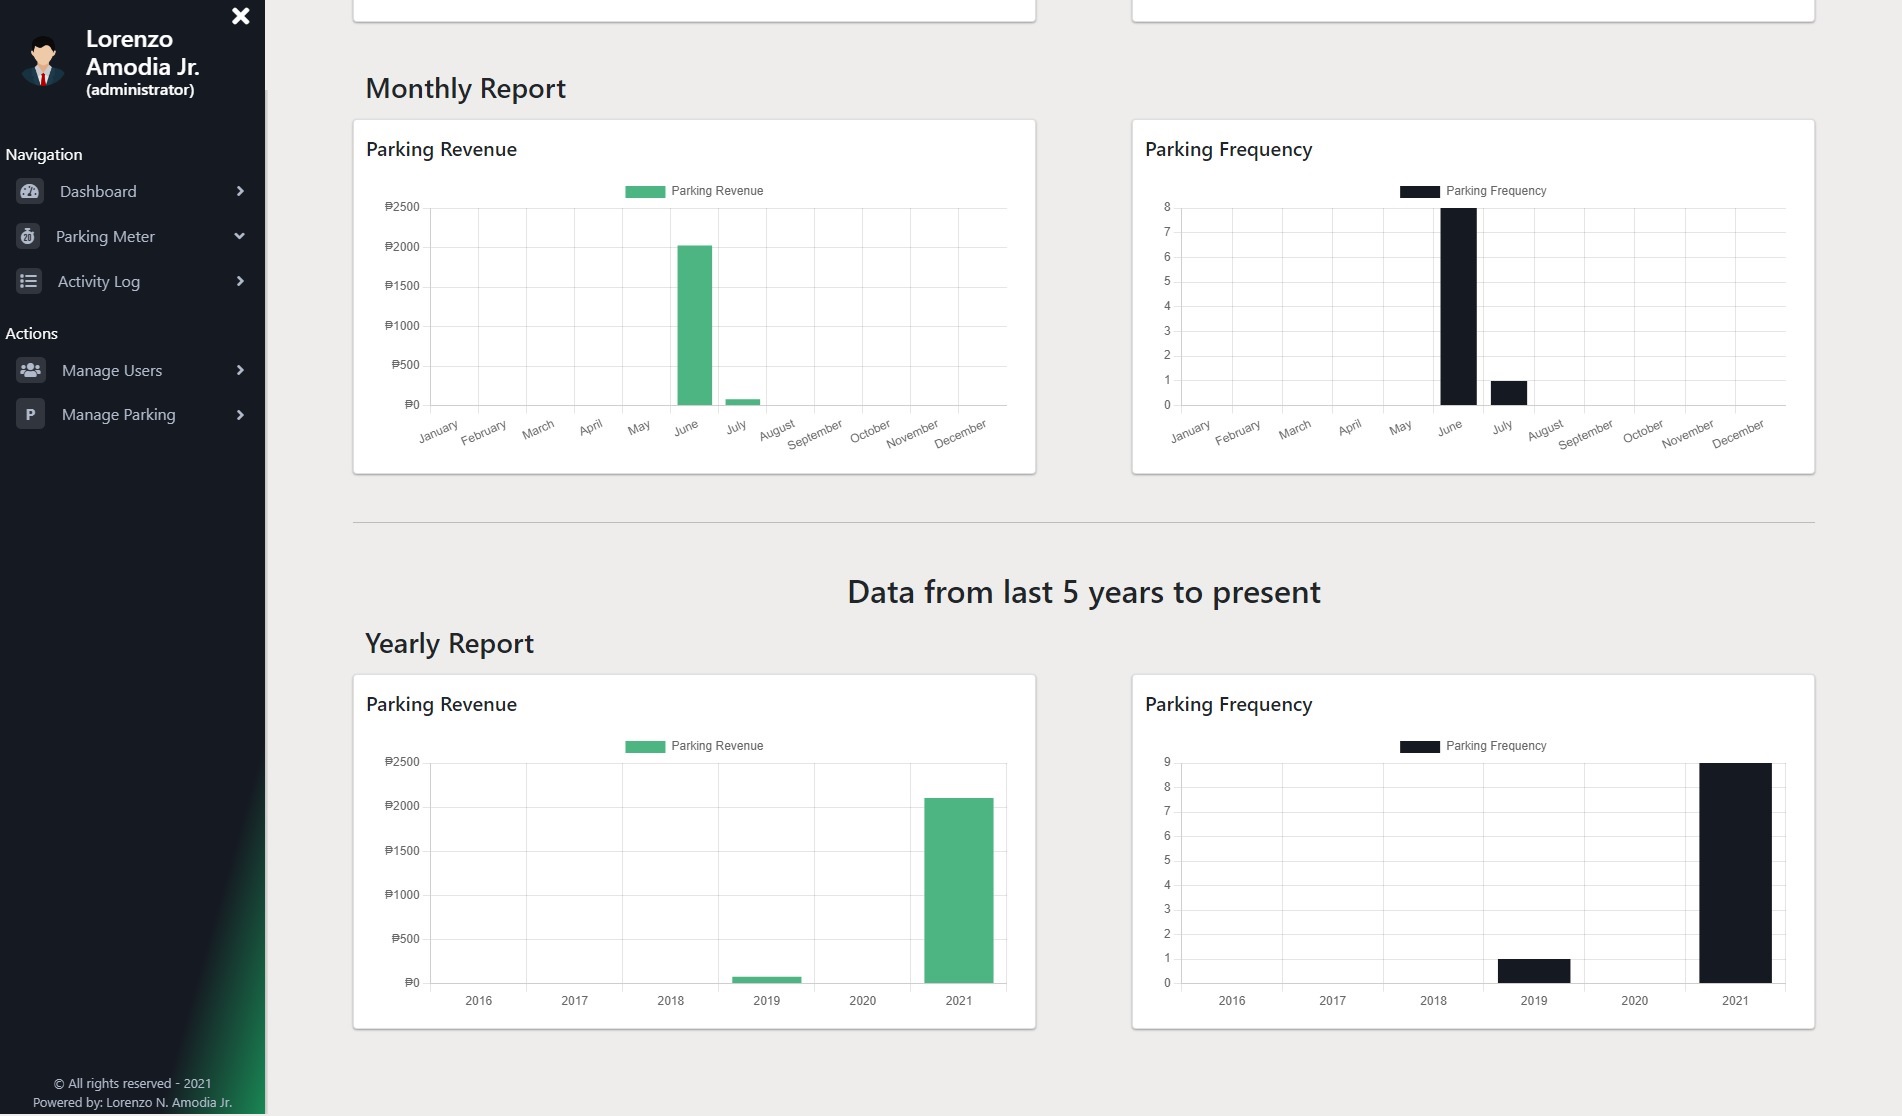 Lorenzo
Amodia Jr.
(administrator)
Navigation
Dashboard
Parking Meter
20
Activity Log
Actions
Manage Users
P Manage Parking
© All rights reserved - 2021
Powered by: Lorenzo N. Amodia Jr.
Monthly Report
Parking Revenue
Parking Revenue
₱2500
₱2000
₱1500
₱1000
₱500
₱0
January February March April May June July August September October November December
Parking Frequency
Parking Frequency
8
7
6
5
4
3
2
1
0
January February March April May June July August September October November December
Data from last 5 years to present
Yearly Report
Parking Revenue
Parking Revenue
₱2500
₱2000
₱1500
₱1000
₱500
₱0
2016 2017 2018 2019 2020 2021
Parking Frequency
Parking Frequency
9
8
7
6
5
4
3
2
1
0
2016 2017 2018 2019 2020 2021